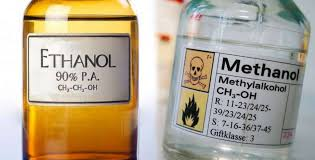 ETHANOL
90% P.A.
CH₃-CH₂-OH
Methanol
Methylalkohol
CH₃-OH
R: 11-23/24/25-
39/23/24/25
S: 7-16-36/37-45
Giftklasse: 3